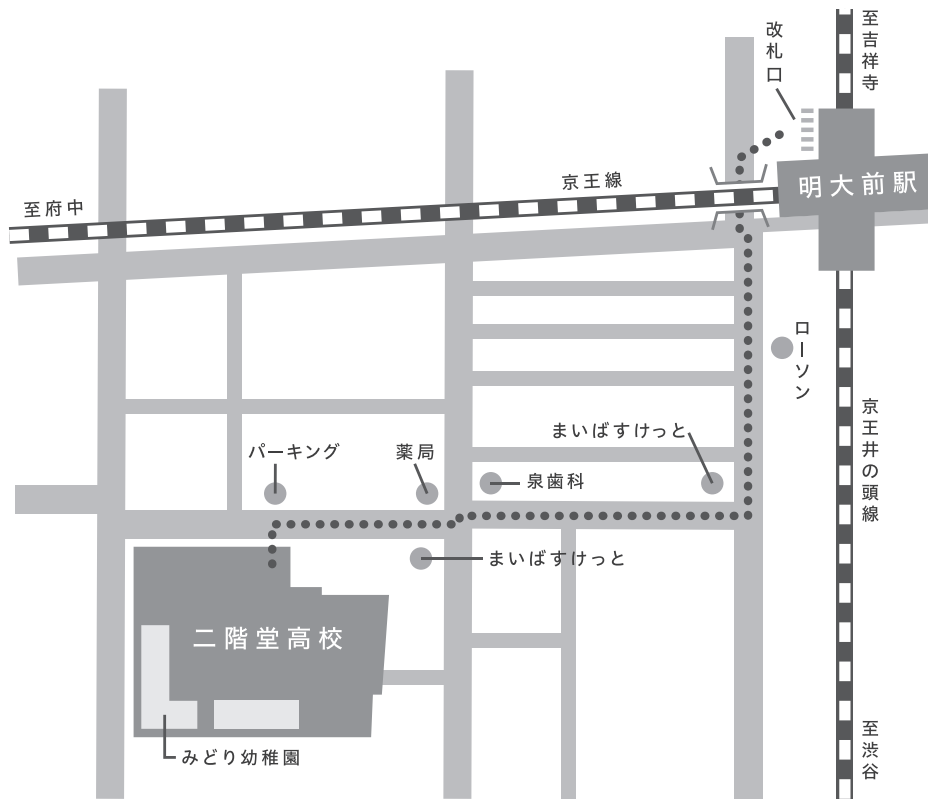 改札口
至吉祥寺
京王線
明大前駅
至府中
ローソン
京王井の頭線
まいばすけっと
パーキング
薬局
泉歯科
まいばすけっと
二階堂高校
みどり幼稚園
至渋谷